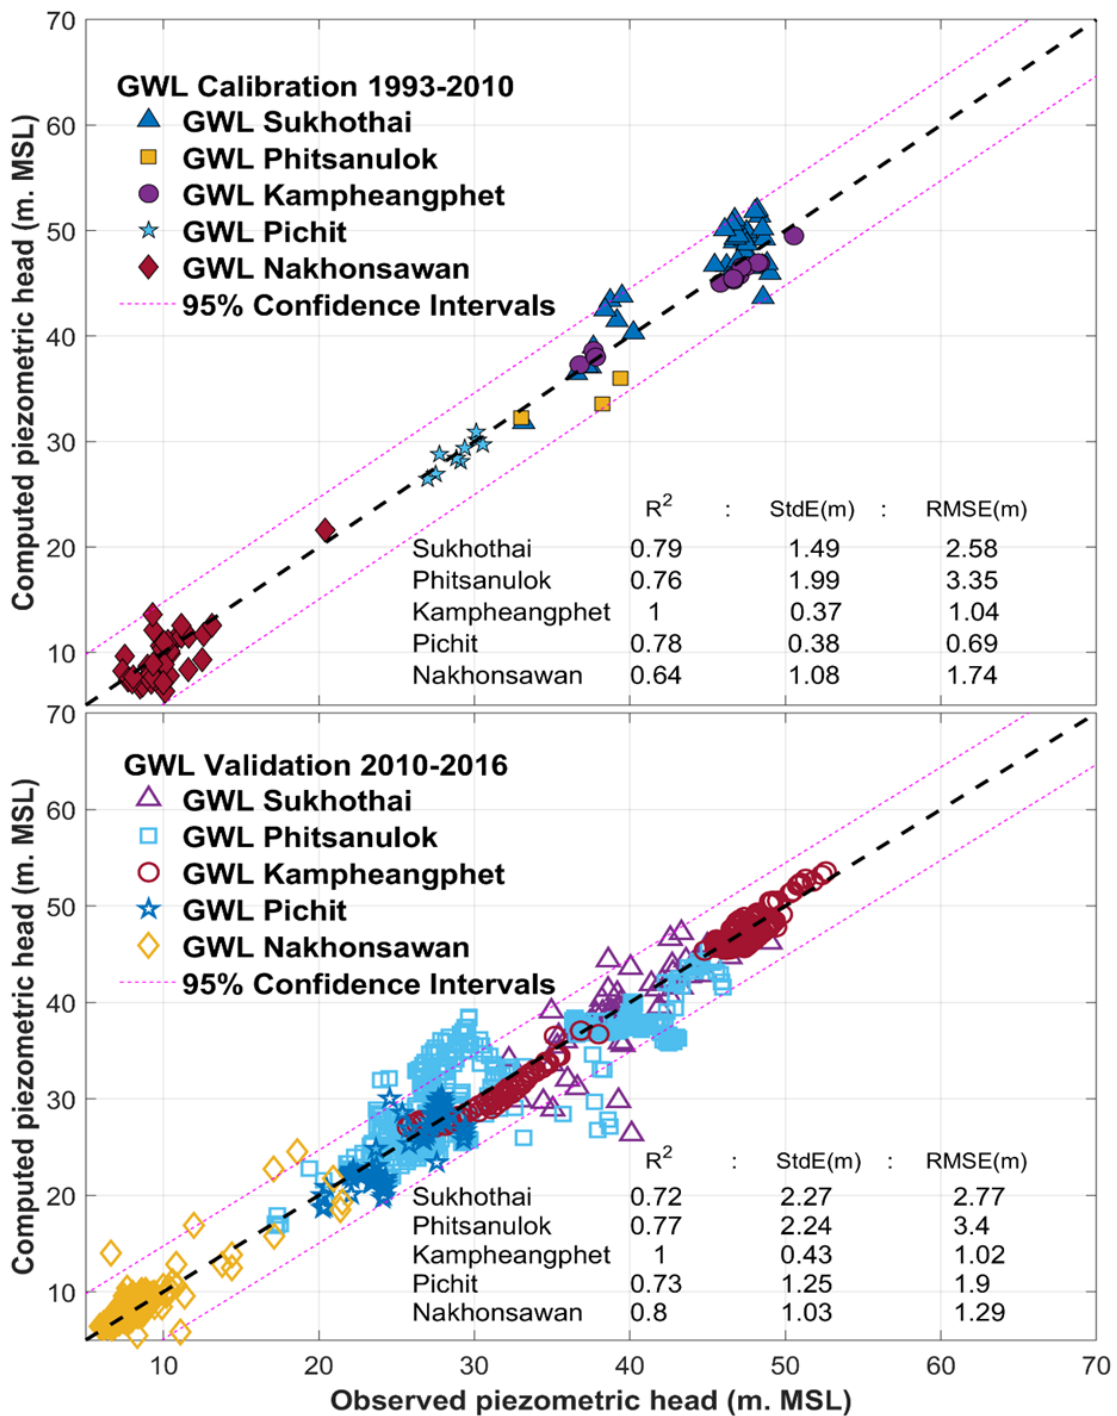 70
60
50
40
30
20
10
Computed piezometric head (m. MSL)
GWL Calibration 1993-2010
GWL Sukhothai
GWL Phitsanulok
GWL Kampheangphet
GWL Pichit
GWL Nakhonsawan
95% Confidence Intervals
R² : StdE(m) : RMSE(m)
Sukhothai 0.79 1.49 2.58
Phitsanulok 0.76 1.99 3.35
Kampheangphet 1 0.37 1.04
Pichit 0.78 0.38 0.69
Nakhonsawan 0.64 1.08 1.74
70
60
50
40
30
20
10
Computed piezometric head (m. MSL)
GWL Validation 2010-2016
GWL Sukhothai
GWL Phitsanulok
GWL Kampheangphet
GWL Pichit
GWL Nakhonsawan
95% Confidence Intervals
R² : StdE(m) : RMSE(m)
Sukhothai 0.72 2.27 2.77
Phitsanulok 0.77 2.24 3.4
Kampheangphet 1 0.43 1.02
Pichit 0.73 1.25 1.9
Nakhonsawan 0.8 1.03 1.29
10 20 30 40 50 60 70
Observed piezometric head (m. MSL)